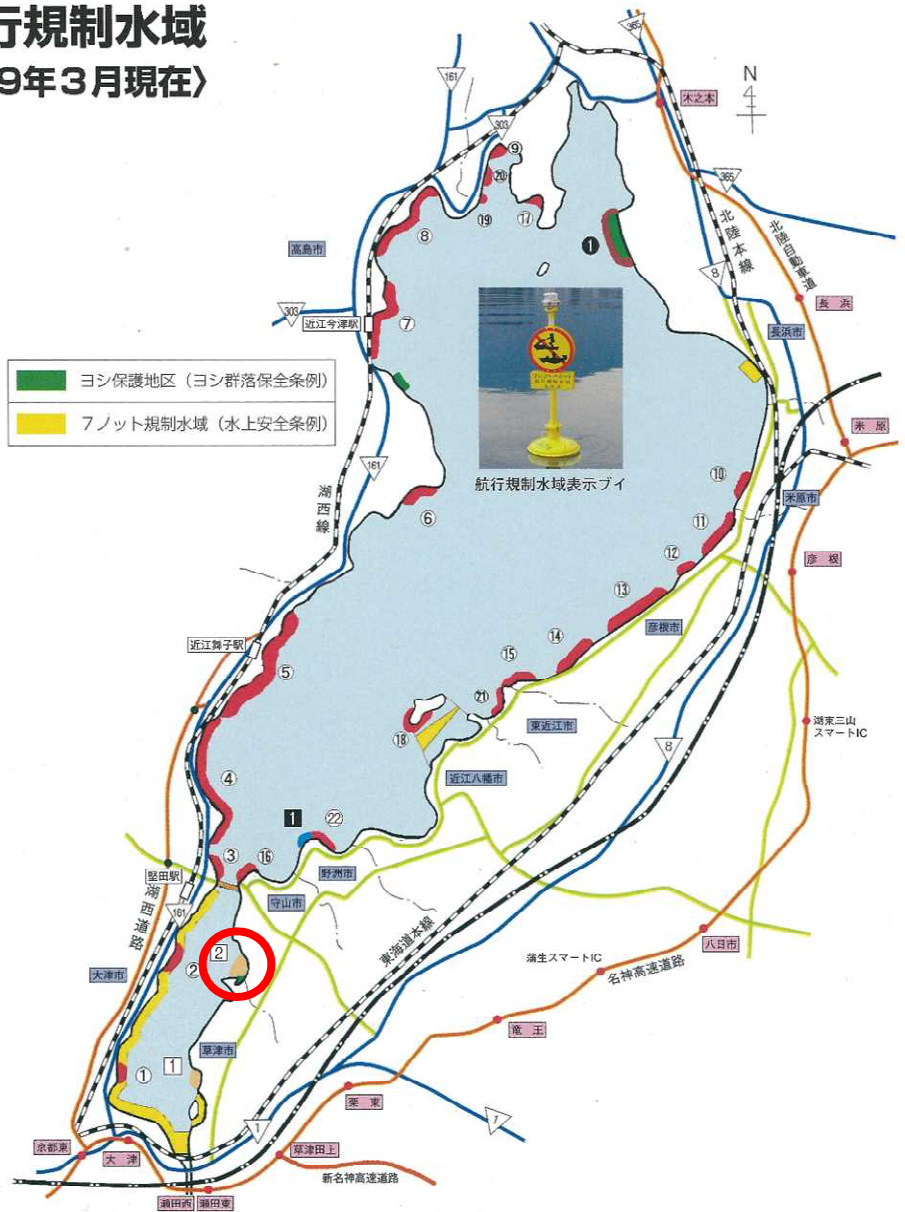 行規制水域
9年3月現在〉
365
161
N
4
木之本
303
⑨
⑳
365
⑲
⑰
⑧
❶
北陸本線
北陸自動車道
高島市
8
303
近江今津駅
⑦
長浜
長浜市
ヨシ保護地区（ヨシ群落保全条例）
7ノット規制水域（水上安全条例）
航行規制水域表示ブイ
米原
161
湖西線
⑩
米原市
⑥
⑪
⑫
彦根
⑬
彦根市
近江舞子駅
⑭
⑤
⑮
㉑
東近江市
湖東三山
スマートIC
⑱
8
④
近江八幡市
1
㉒
③
⑯
野洲市
堅田駅
守山市
湖西道路
161
東海道本線
八日市
2
②
蒲生スマートIC
名神高速道路
大津市
竜王
草津市
①
1
栗東
1
1
京都東
大津
草津田上
新名神高速道路
瀬田西
瀬田東